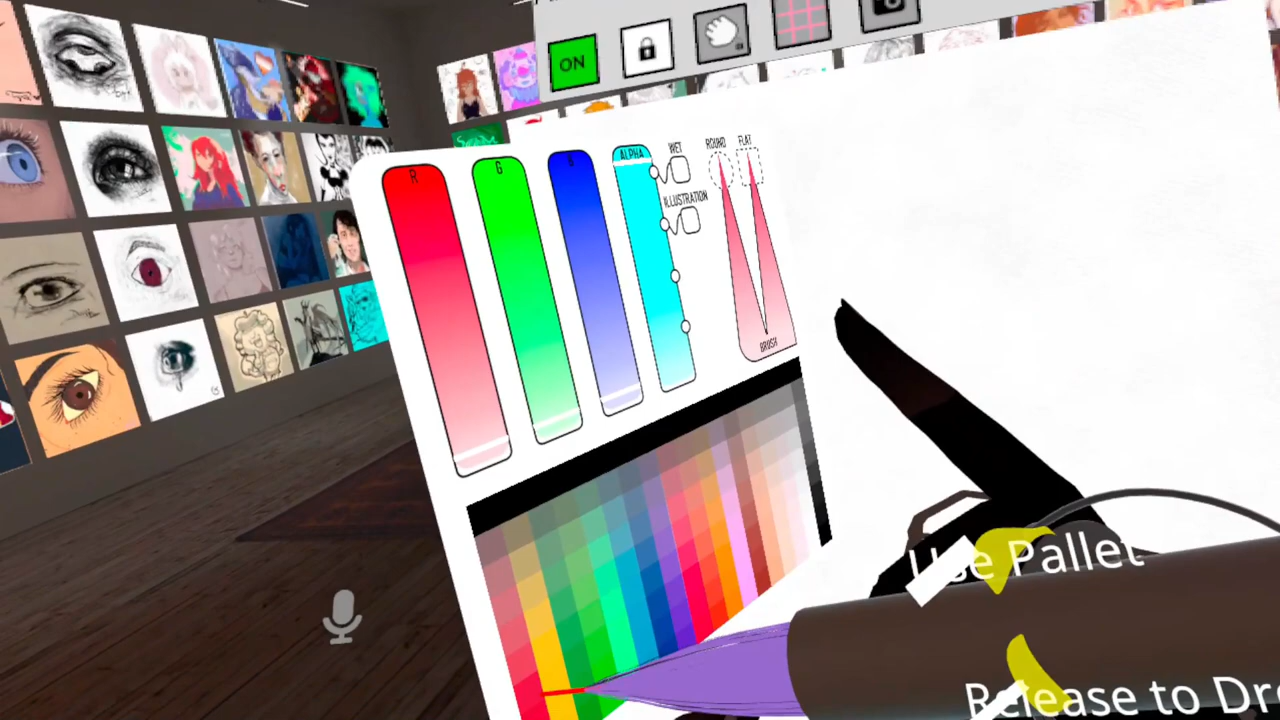 ON
R
G
B
ALPHA
WET
ILLUSTRATION
ROUND
FLAT
BRUSH
Use Pallet
Release to Dr